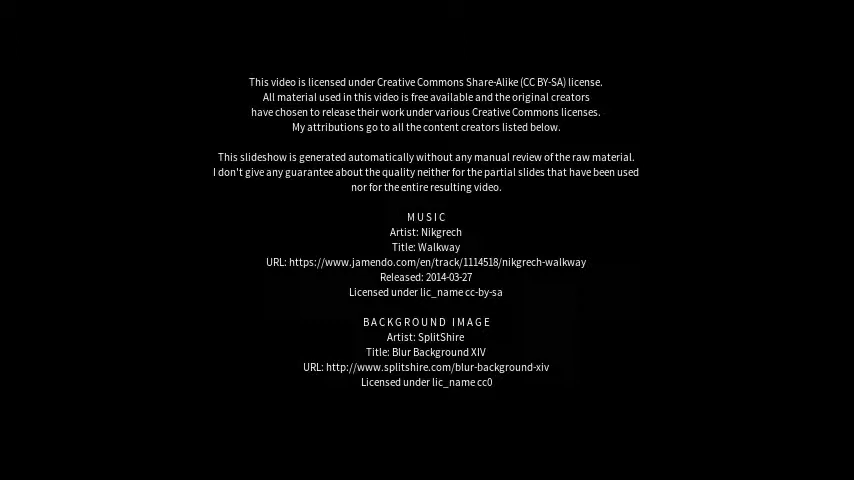 This video is licensed under Creative Commons Share-Alike (CC BY-SA) license.
All material used in this video is free available and the original creators
have chosen to release their work under various Creative Commons licenses.
My attributions go to all the content creators listed below.
This slideshow is generated automatically without any manual review of the raw material.
I don't give any guarantee about the quality neither for the partial slides that have been used
nor for the entire resulting video.
M U S I C
Artist: Nikgrech
Title: Walkway
URL: https://www.jamendo.com/en/track/1114518/nikgrech-walkway
Released: 2014-03-27
Licensed under lic_name cc-by-sa
B A C K G R O U N D   I M A G E
Artist: SplitShire
Title: Blur Background XIV
URL: http://www.splitshire.com/blur-background-xiv
Licensed under lic_name cc0